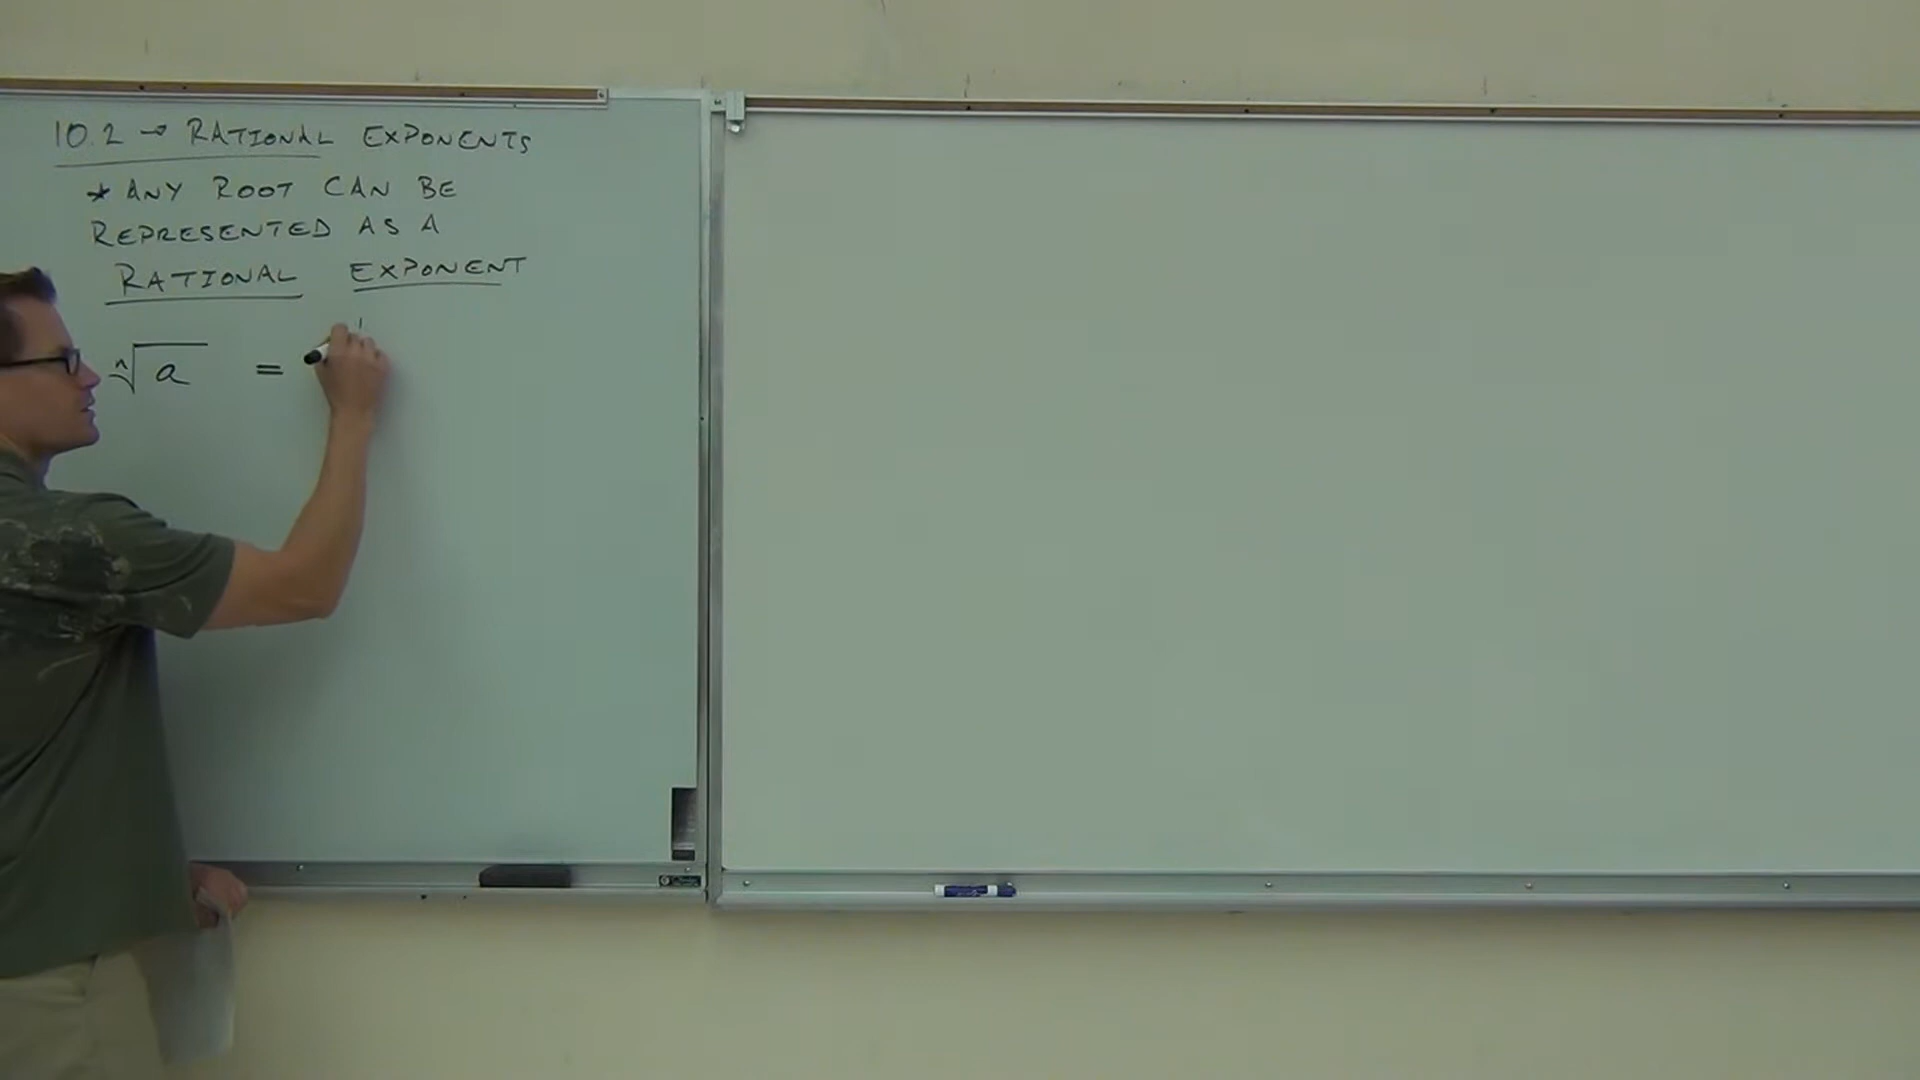 10.2 → RATIONAL EXPONENTS
* ANY ROOT CAN BE
REPRESENTED AS A
RATIONAL EXPONENT
ⁿ√a =